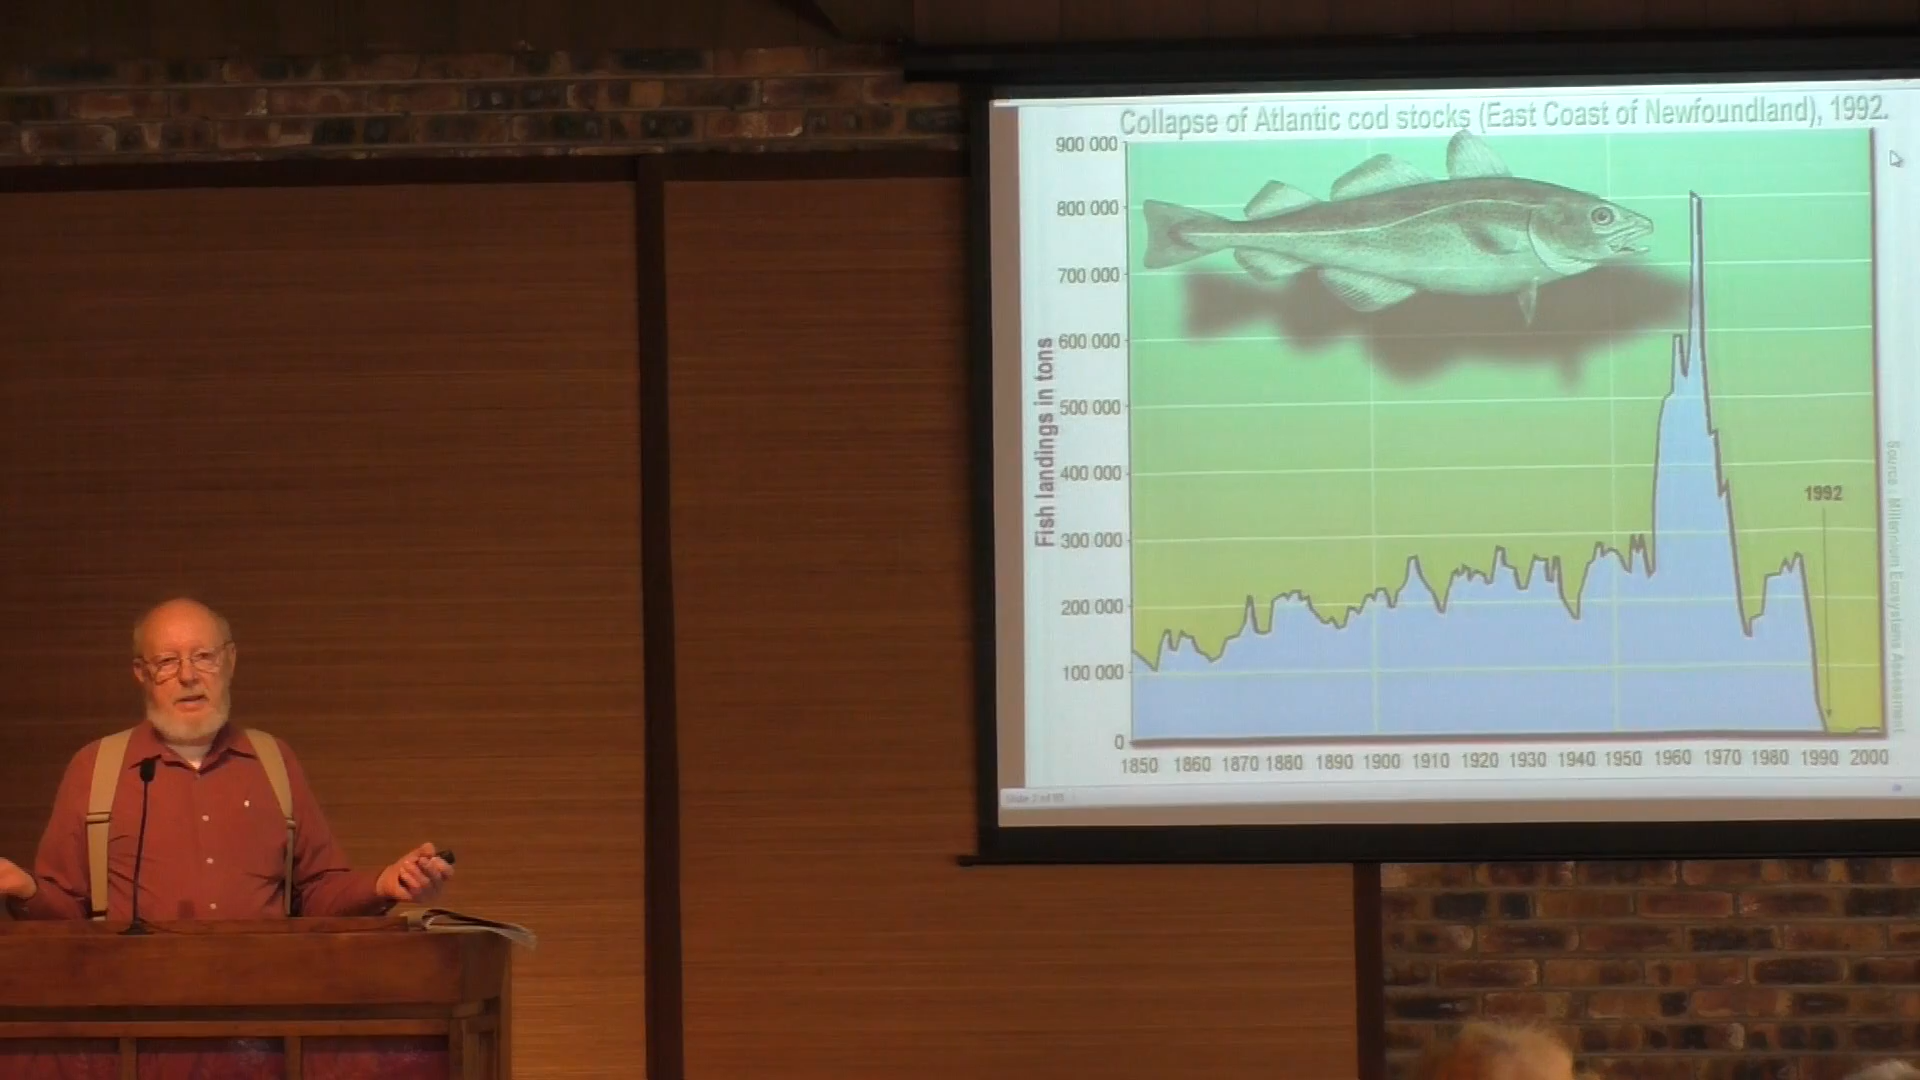 Collapse of Atlantic cod stocks (East Coast of Newfoundland), 1992.
900 000
800 000
700 000
600 000
500 000
400 000
300 000
200 000
100 000
0
Fish landings in tons
1992
1850 1860 1870 1880 1890 1900 1910 1920 1930 1940 1950 1960 1970 1980 1990 2000
Source : Millennium Ecosystems Assessment